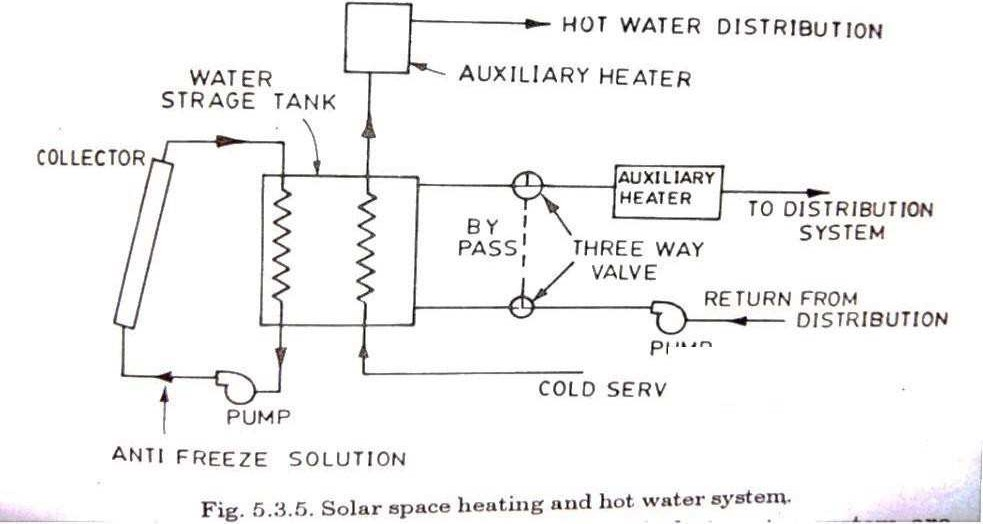 HOT WATER DISTRIBUTION
AUXILIARY HEATER
WATER
STRAGE TANK
COLLECTOR
AUXILIARY
HEATER
TO DISTRIBUTION
SYSTEM
BY
PASS
THREE WAY
VALVE
RETURN FROM
DISTRIBUTION
COLD SERV
PUMP
ANTI FREEZE SOLUTION
Fig. 5.3.5. Solar space heating and hot water system.